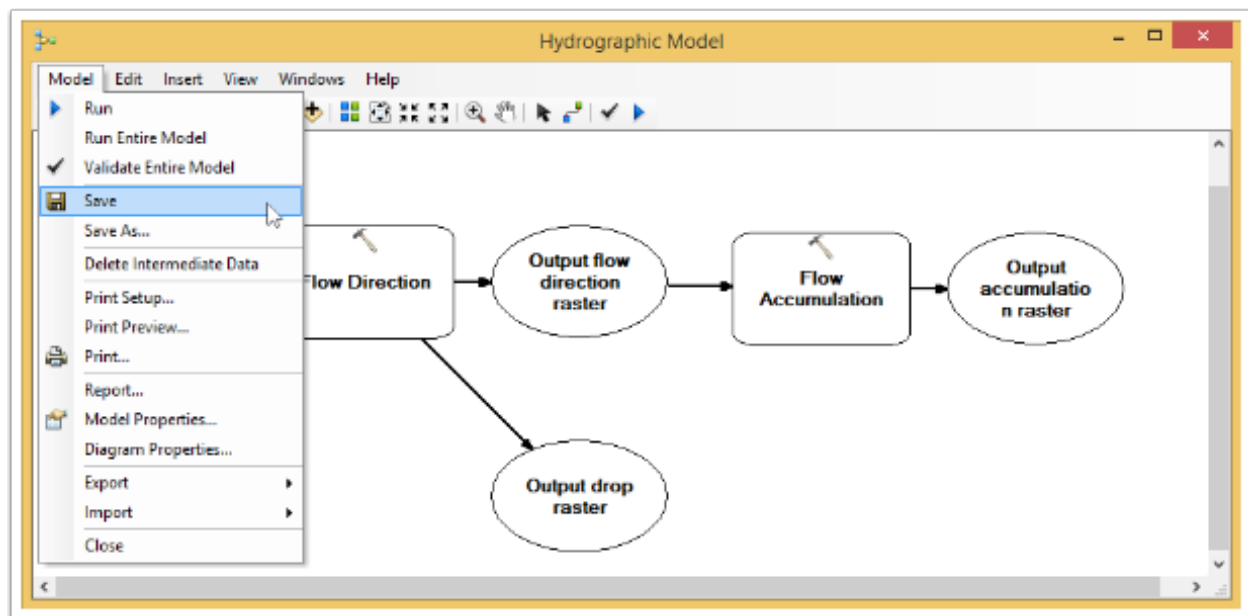 Hydrographic Model
Model Edit Insert View Windows Help
Run
Run Entire Model
Validate Entire Model
Save
Save As...
Delete Intermediate Data
Print Setup...
Print Preview...
Print...
Report...
Model Properties...
Diagram Properties...
Export
Import
Close
Flow Direction
Output flow
direction
raster
Flow
Accumulation
Output
accumulatio
n raster
Output drop
raster